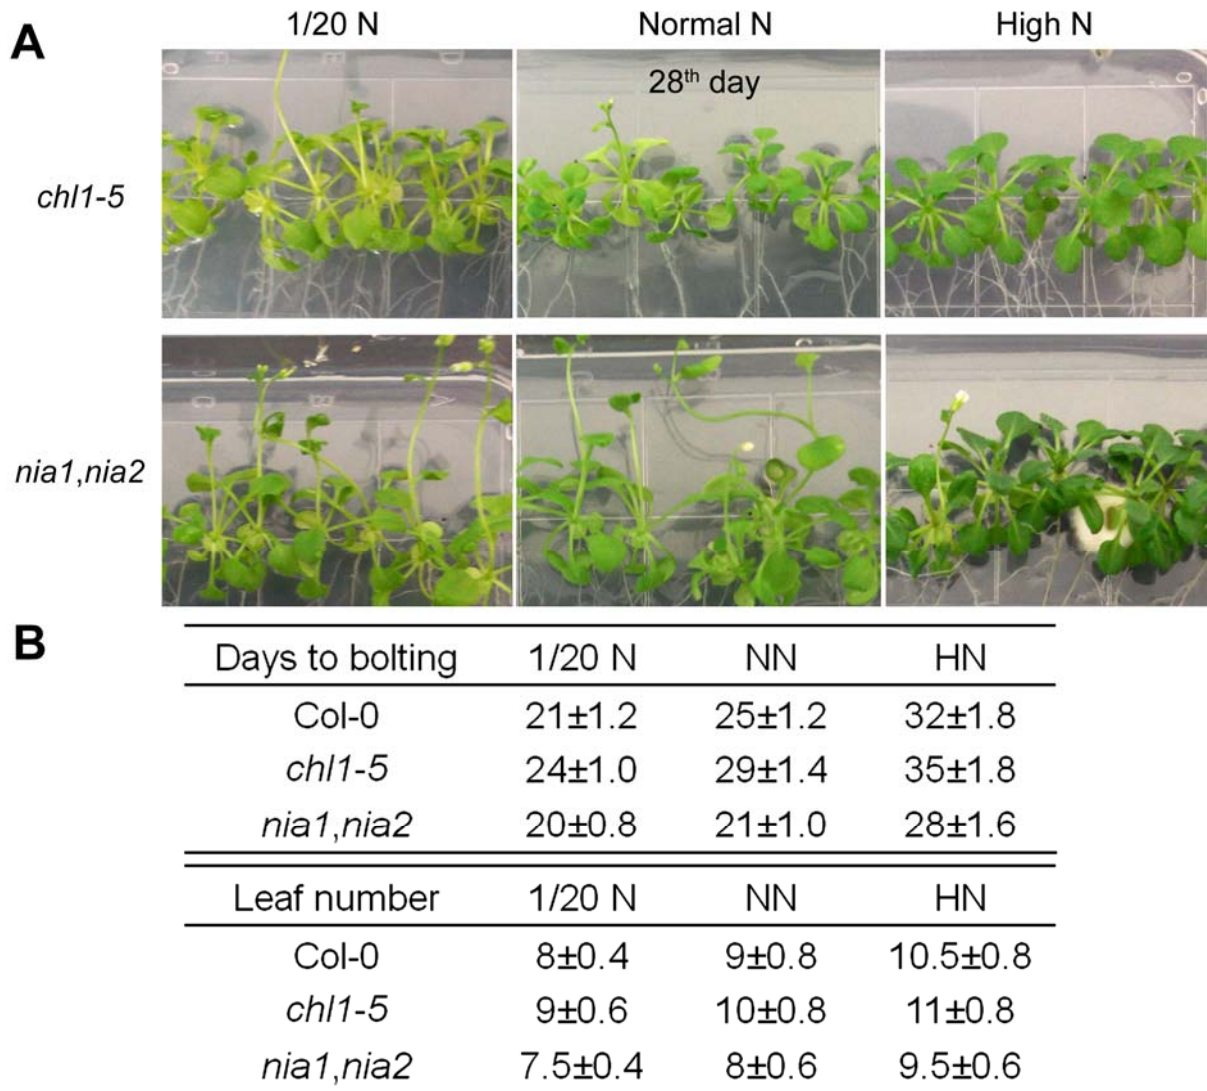 A
1/20 N Normal N High N
28th day
chl1-5
nia1,nia2
B
Days to bolting 1/20 N NN HN
Col-0 21±1.2 25±1.2 32±1.8
chl1-5 24±1.0 29±1.4 35±1.8
nia1,nia2 20±0.8 21±1.0 28±1.6
Leaf number 1/20 N NN HN
Col-0 8±0.4 9±0.8 10.5±0.8
chl1-5 9±0.6 10±0.8 11±0.8
nia1,nia2 7.5±0.4 8±0.6 9.5±0.6